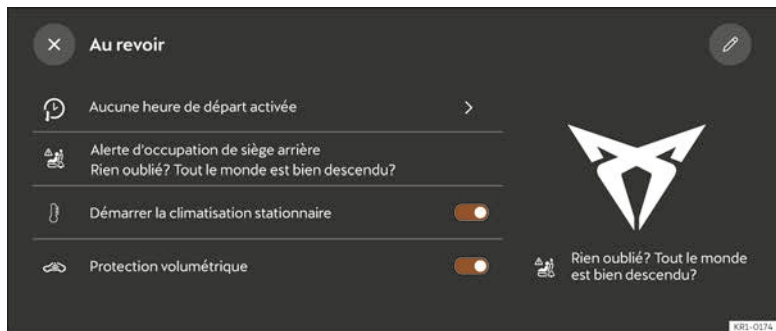 Au revoir
Aucune heure de départ activée
Alerte d'occupation de siège arrière
Rien oublié? Tout le monde est bien descendu?
Démarrer la climatisation stationnaire
Protection volumétrique
Rien oublié? Tout le monde
est bien descendu?
KR1-0174